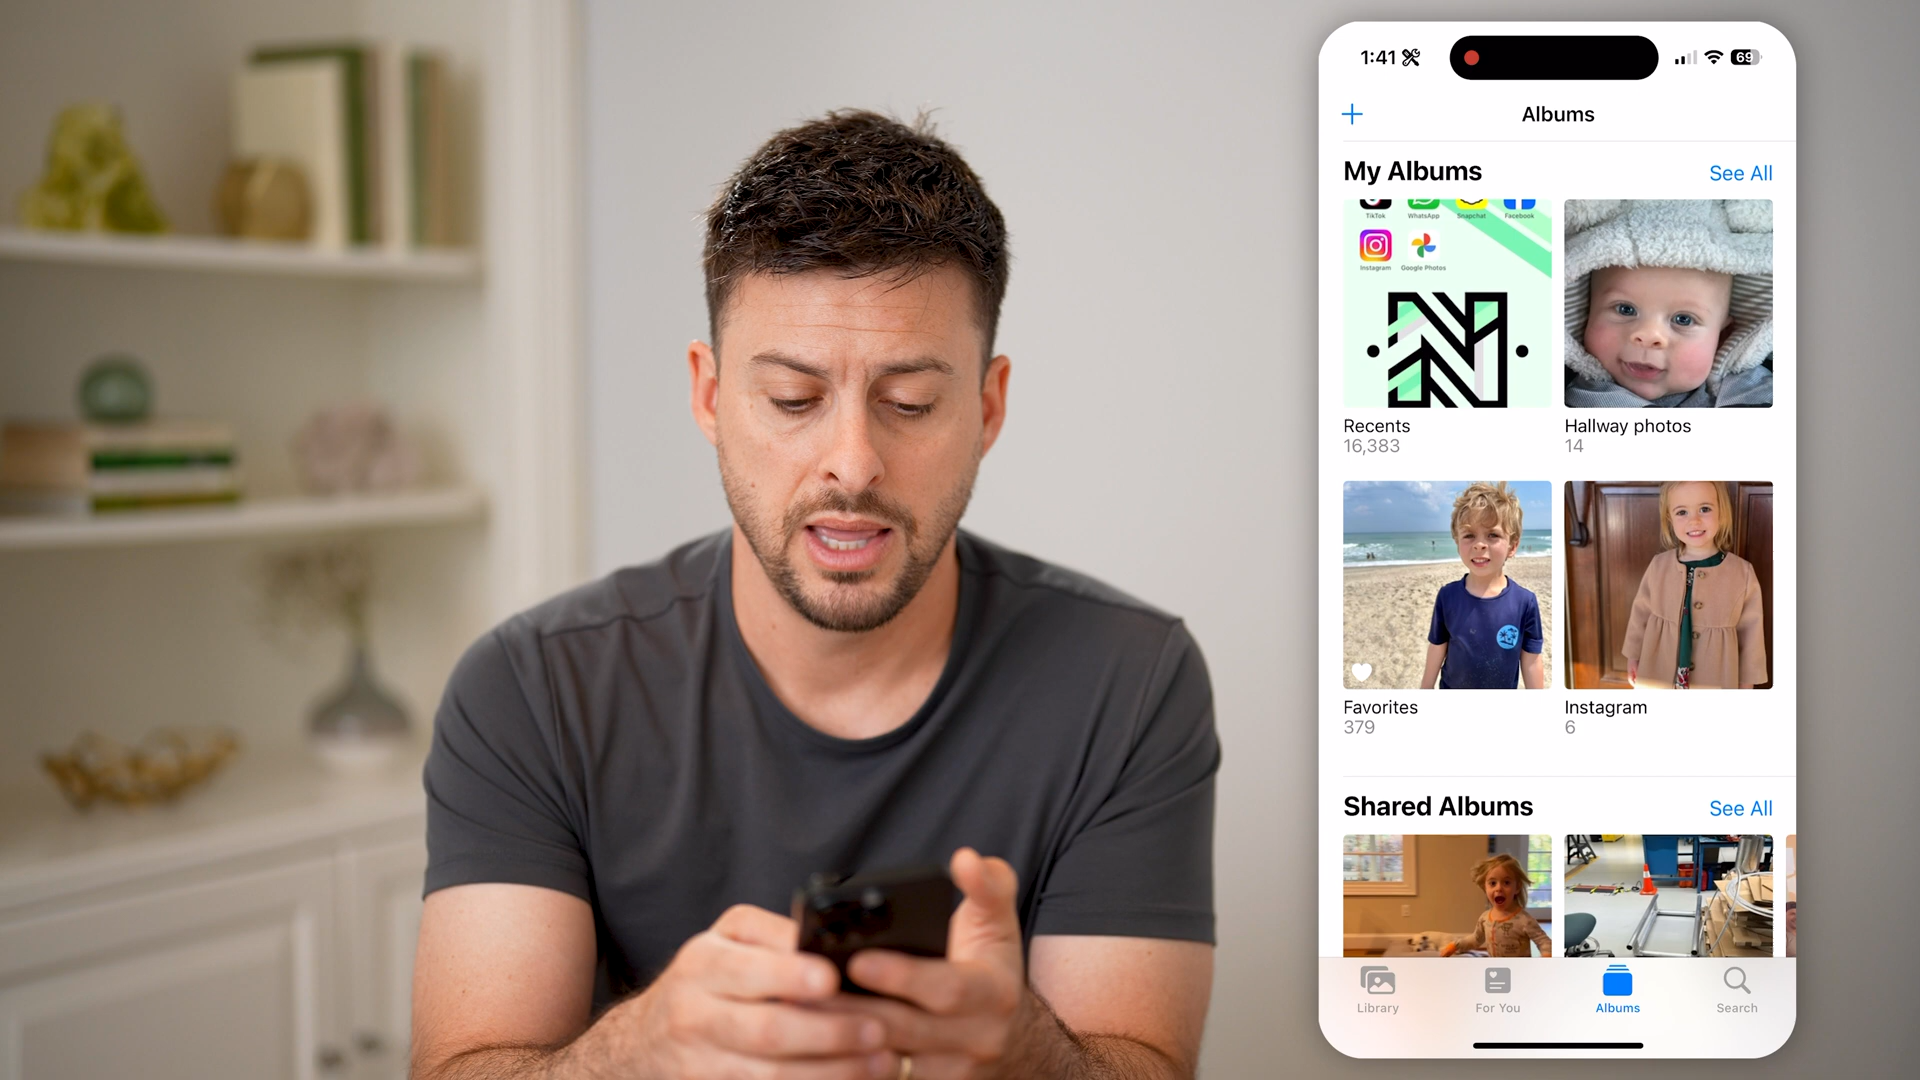 1:41
69
Albums
My Albums
See All
TikTok
WhatsApp
Snapchat
Facebook
Instagram
Google Photos
Recents
16,383
Hallway photos
14
Favorites
379
Instagram
6
Shared Albums
See All
Library
For You
Albums
Search